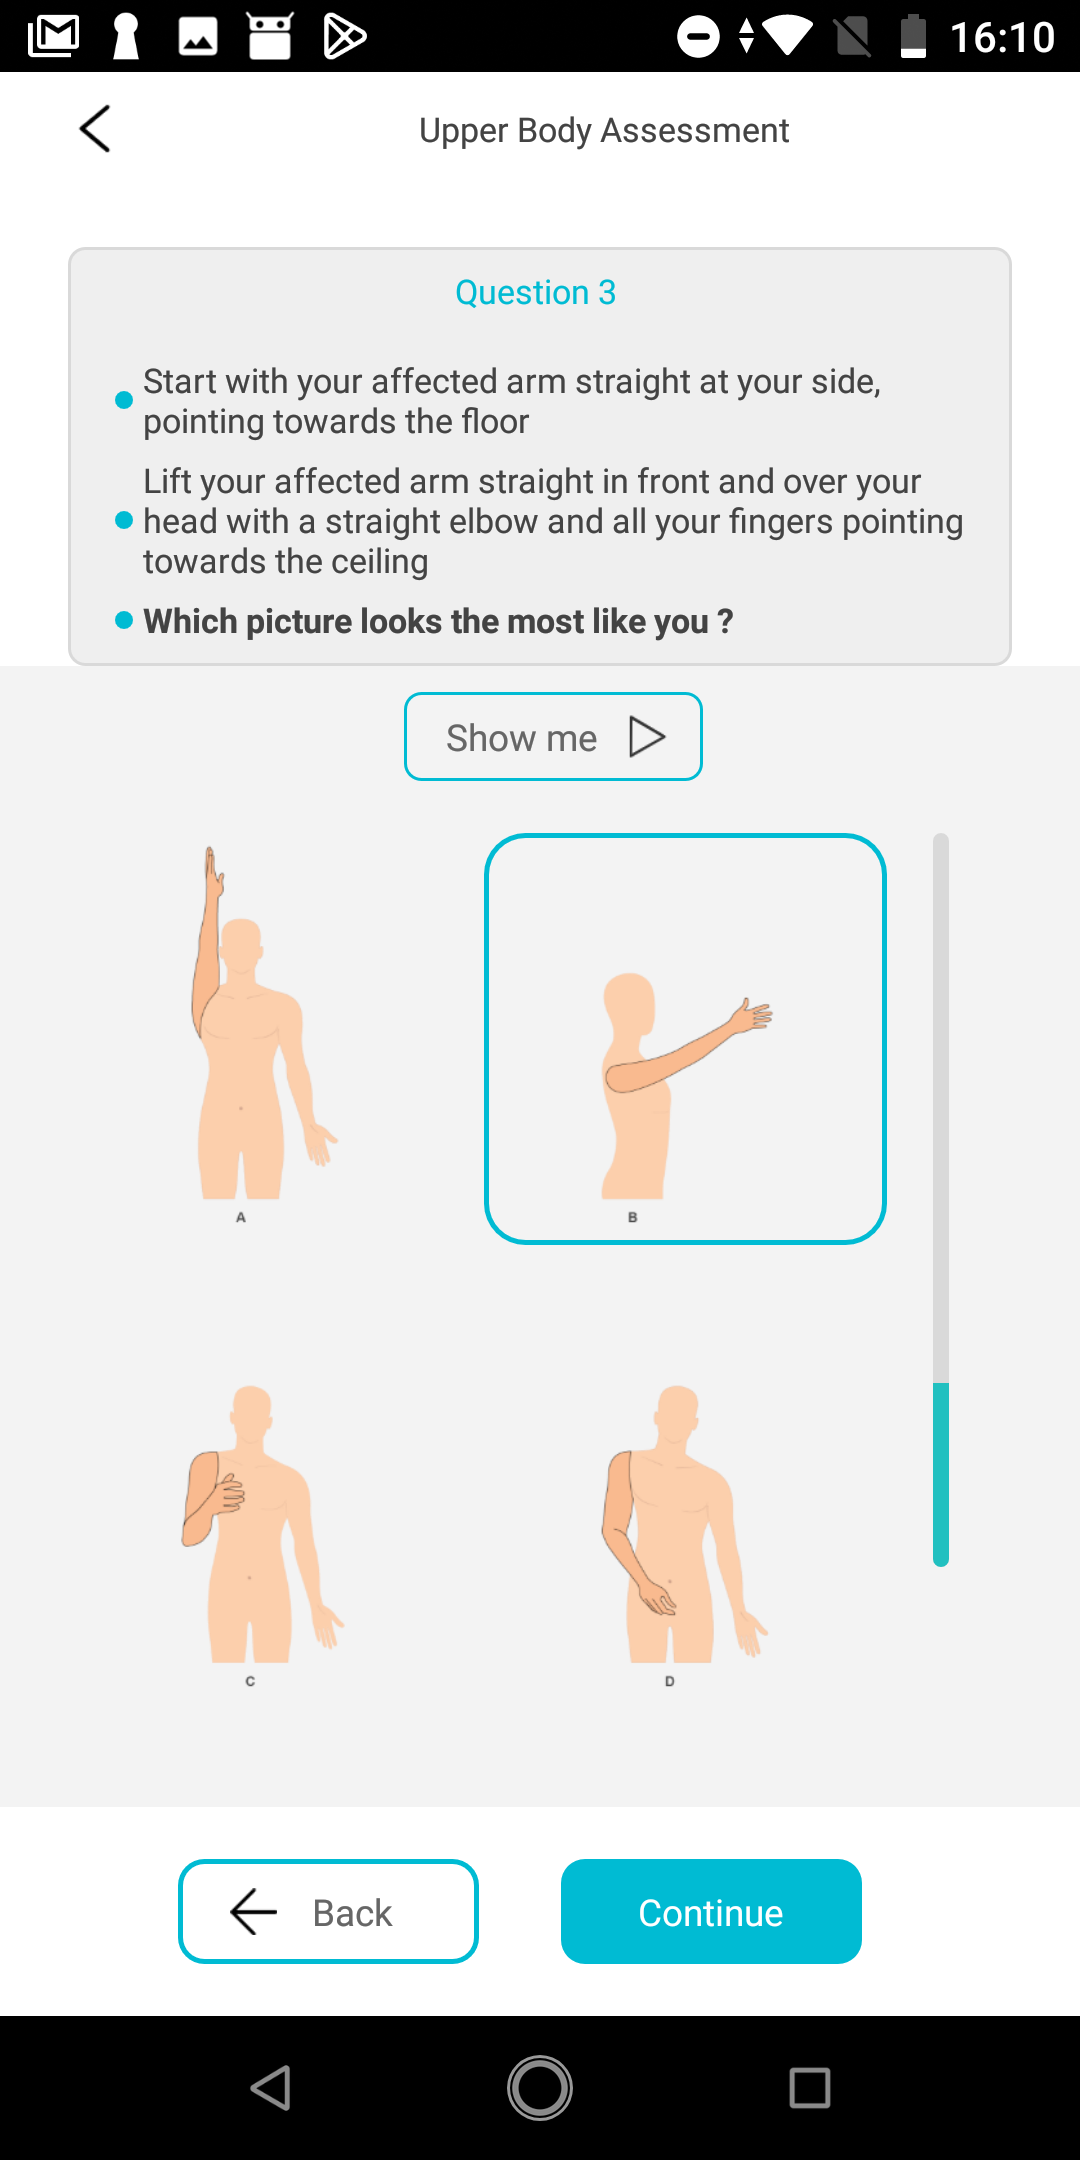 16:10
Upper Body Assessment
Question 3
Start with your affected arm straight at your side,
pointing towards the floor
Lift your affected arm straight in front and over your
head with a straight elbow and all your fingers pointing
towards the ceiling
Which picture looks the most like you ?
Show me
A
B
C
D
Back
Continue